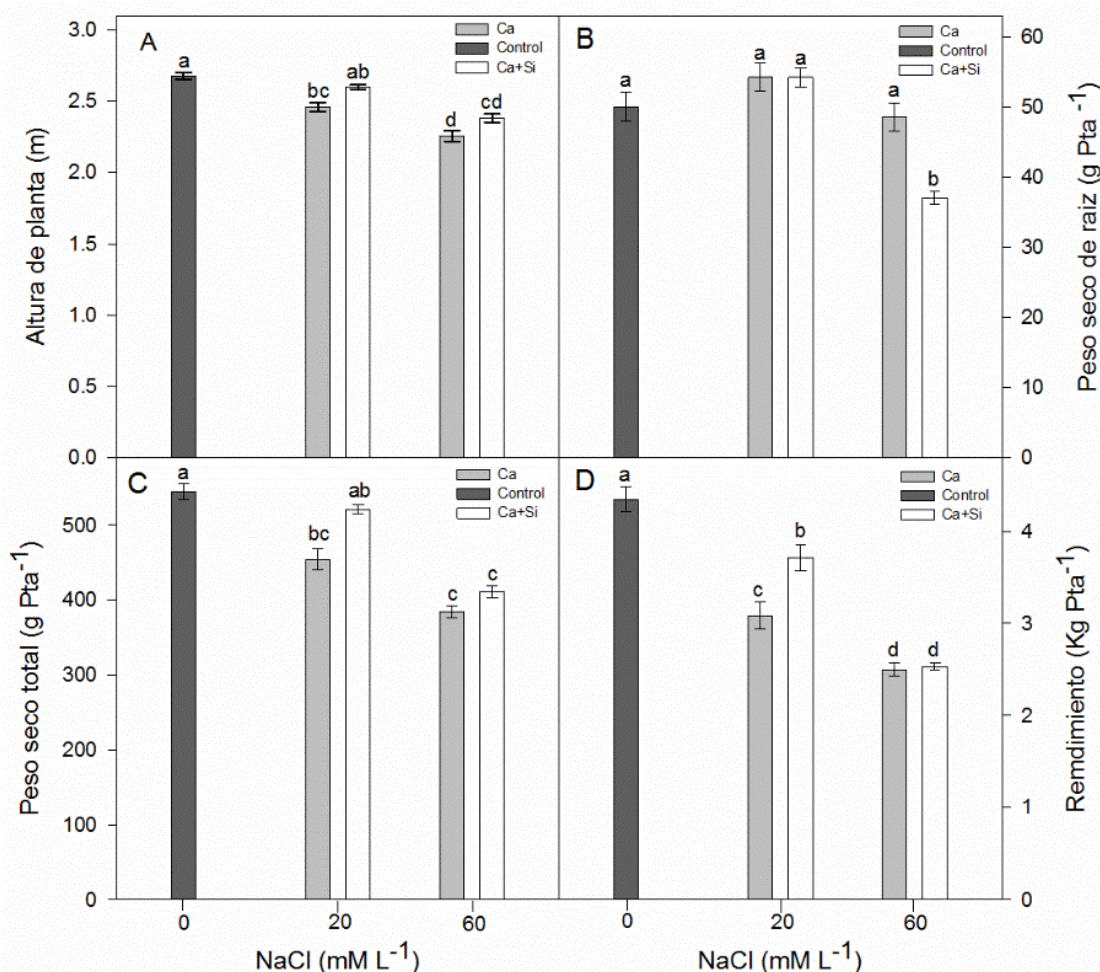 A
Ca
Control
Ca+Si
a
bc
ab
d
cd
3.0
2.5
2.0
1.5
1.0
0.5
0.0
Altura de planta (m)
B
Ca
Control
Ca+Si
a
a
a
a
b
60
50
40
30
20
10
0
Peso seco de raiz (g Pta -1)
C
Ca
Control
Ca+Si
a
bc
ab
c
c
500
400
300
200
100
0
Peso seco total (g Pta-1)
0
20
60
NaCl (mM L-1)
D
Ca
Control
Ca+Si
a
c
b
d
d
4
3
2
1
0
Remdimiento (Kg Pta-1)
0
20
60
NaCl (mM L-1)